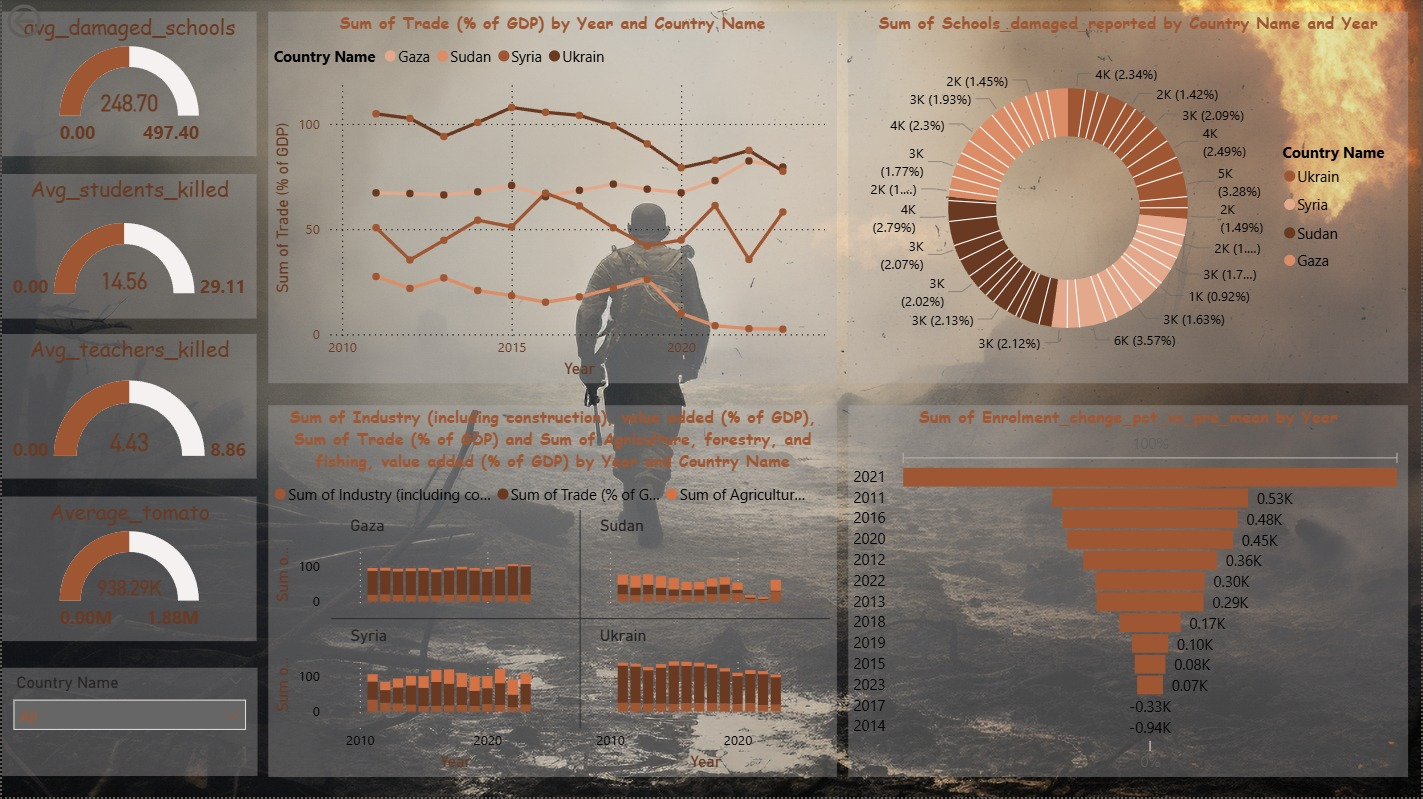 avg_damaged_schools
248.70
0.00
497.40
Avg_students_killed
14.56
0.00
29.11
Avg_teachers_killed
4.43
0.00
8.86
Average_tomato
938.29K
0.00M
1.88M
Country Name
All
Sum of Trade (% of GDP) by Year and Country Name
Country Name Gaza Sudan Syria Ukrain
Sum of Trade (% of GDP)
100
50
0
2010 2015 2020
Year
Sum of Schools_damaged_reported by Country Name and Year
4K (2.34%)
2K (1.42%)
3K (2.09%)
4K
(2.49%)
5K
(3.28%)
2K
(1.49%)
2K (1....)
3K (1.7...)
1K (0.92%)
3K (1.63%)
6K (3.57%)
3K (2.12%)
3K (2.13%)
3K
(2.02%)
3K
(2.07%)
4K
(2.79%)
2K (1....)
3K
(1.77%)
4K (2.3%)
3K (1.93%)
2K (1.45%)
Country Name
Ukrain
Syria
Sudan
Gaza
Sum of Industry (including construction), value added (% of GDP),
Sum of Trade (% of GDP) and Sum of Agriculture, forestry, and
fishing, value added (% of GDP) by Year and Country Name
Sum of Industry (including co... Sum of Trade (% of G... Sum of Agricultur...
Gaza
Sudan
Sum o...
100
0
Syria
Ukrain
Sum o...
100
0
2010 2020 2010 2020
Year Year
Sum of Enrolment_change_pct_vs_pre_mean by Year
100%
2021
2011 0.53K
2016 0.48K
2020 0.45K
2012 0.36K
2022 0.30K
2013 0.29K
2018 0.17K
2019 0.10K
2015 0.08K
2023 0.07K
2017 -0.33K
2014 -0.94K